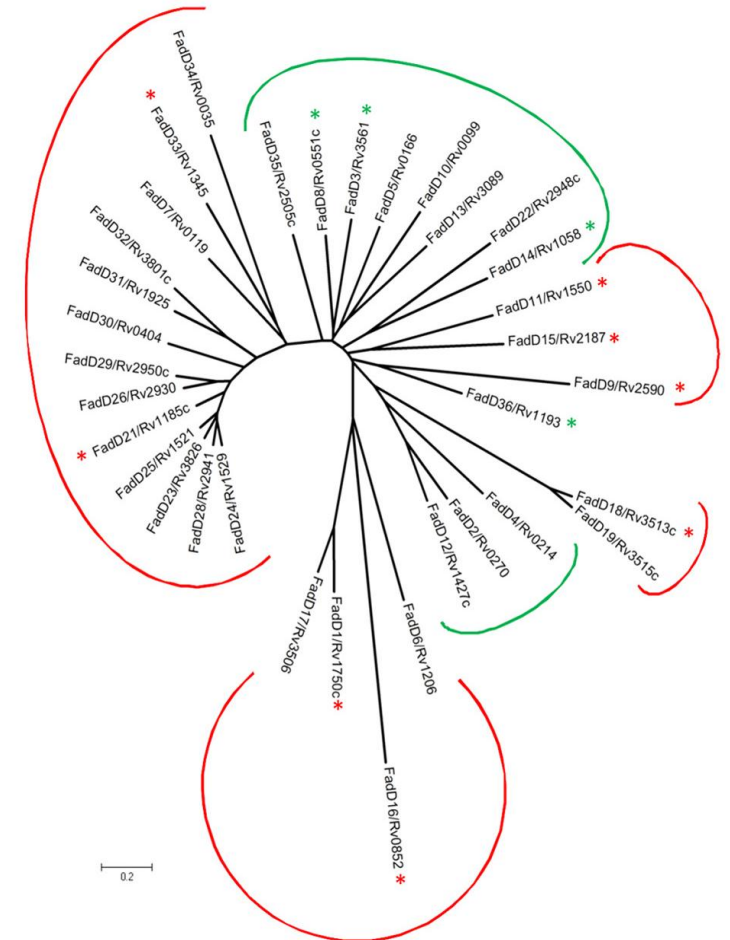 FadD34/Rv0035
*
FadD33/Rv1345
FadD7/Rv0119
FadD32/Rv3801c
FadD31/Rv1925
FadD30/Rv0404
FadD29/Rv2950c
FadD26/Rv2930
* FadD21/Rv1185c
FadD25/Rv1521
FadD23/Rv3826
FadD28/Rv2941
FadD24/Rv1529
FadD35/Rv2505c
FadD8/Rv0551c *
FadD3/Rv3561 *
FadD5/Rv0166
FadD10/Rv0099
FadD13/Rv3089
FadD22/Rv2948c
FadD14/Rv1058 *
FadD11/Rv1550 *
FadD15/Rv2187 *
FadD9/Rv2590 *
FadD36/Rv1193 *
FadD18/Rv3513c *
FadD19/Rv3515c
FadD4/Rv0214
FadD2/Rv0270
FadD12/Rv1427c
FadD6/Rv1206
FadD16/Rv0852 *
FadD1/Rv1750c *
FadD17/Rv3506
0.2